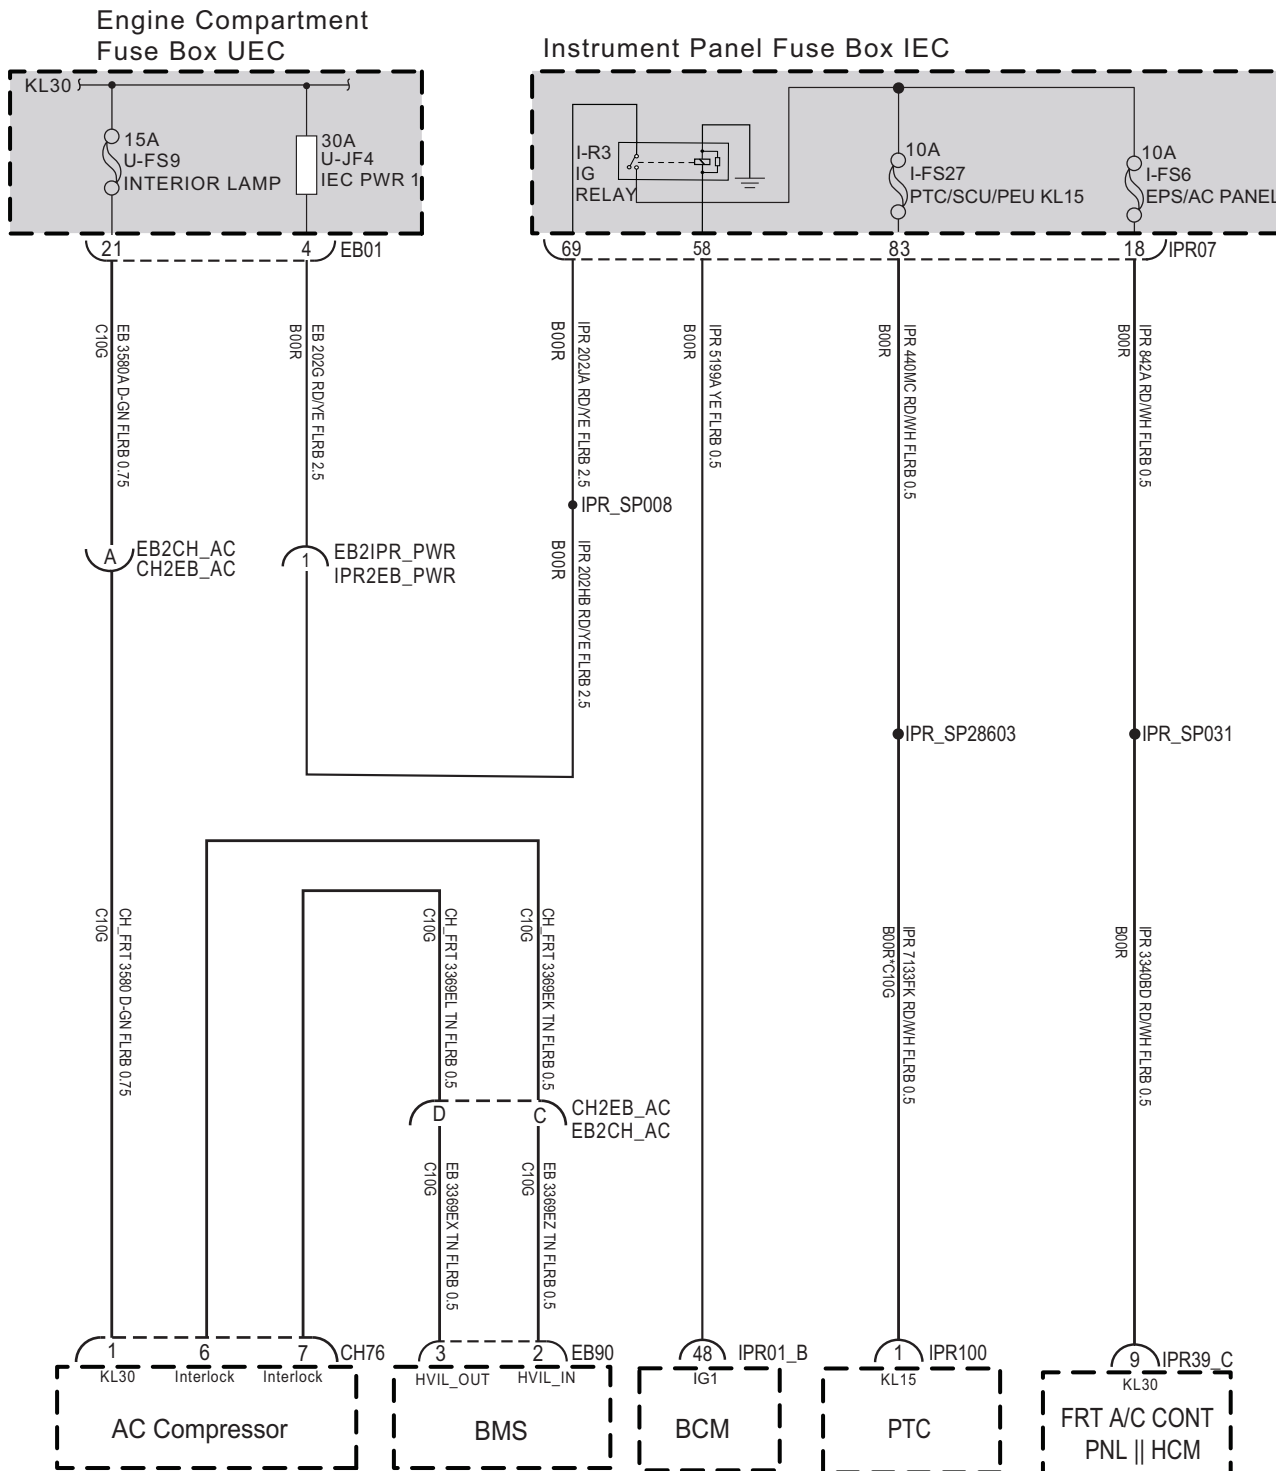 Engine Compartment
Fuse Box UEC
Instrument Panel Fuse Box IEC
KL30
15A
U-FS9
INTERIOR LAMP
30A
U-JF4
IEC PWR 1
I-R3
IG
RELAY
10A
I-FS27
PTC/SCU/PEU KL15
10A
I-FS6
EPS/AC PANEL
21
4
EB01
69
58
83
18
IPR07
EB 3580A D-GN FLRB 0.75
C10G
EB 202G RD/YE FLRB 2.5
B00R
IPR 202JA RD/YE FLRB 2.5
B00R
IPR 5199A YE FLRB 0.5
B00R
IPR 440MC RD/WH FLRB 0.5
B00R
IPR 842A RD/WH FLRB 0.5
B00R
IPR_SP008
A
EB2CH_AC
CH2EB_AC
1
EB2IPR_PWR
IPR2EB_PWR
IPR 202HB RD/YE FLRB 2.5
B00R
IPR_SP28603
IPR_SP031
CH_FRT 3580 D-GN FLRB 0.75
C10G
CH_FRT 3369EL TN FLRB 0.5
C10G
CH_FRT 3369EK TN FLRB 0.5
C10G
IPR 7133FK RD/WH FLRB 0.5
B00R*C10G
IPR 3340BD RD/WH FLRB 0.5
B00R
D
C
CH2EB_AC
EB2CH_AC
EB 3369EX TN FLRB 0.5
C10G
EB 3369EZ TN FLRB 0.5
C10G
1
6
7
CH76
3
2
EB90
48
IPR01_B
1
IPR100
9
IPR39_C
KL30
Interlock
Interlock
HVIL_OUT
HVIL_IN
IG1
KL15
KL30
AC Compressor
BMS
BCM
PTC
FRT A/C CONT
PNL || HCM